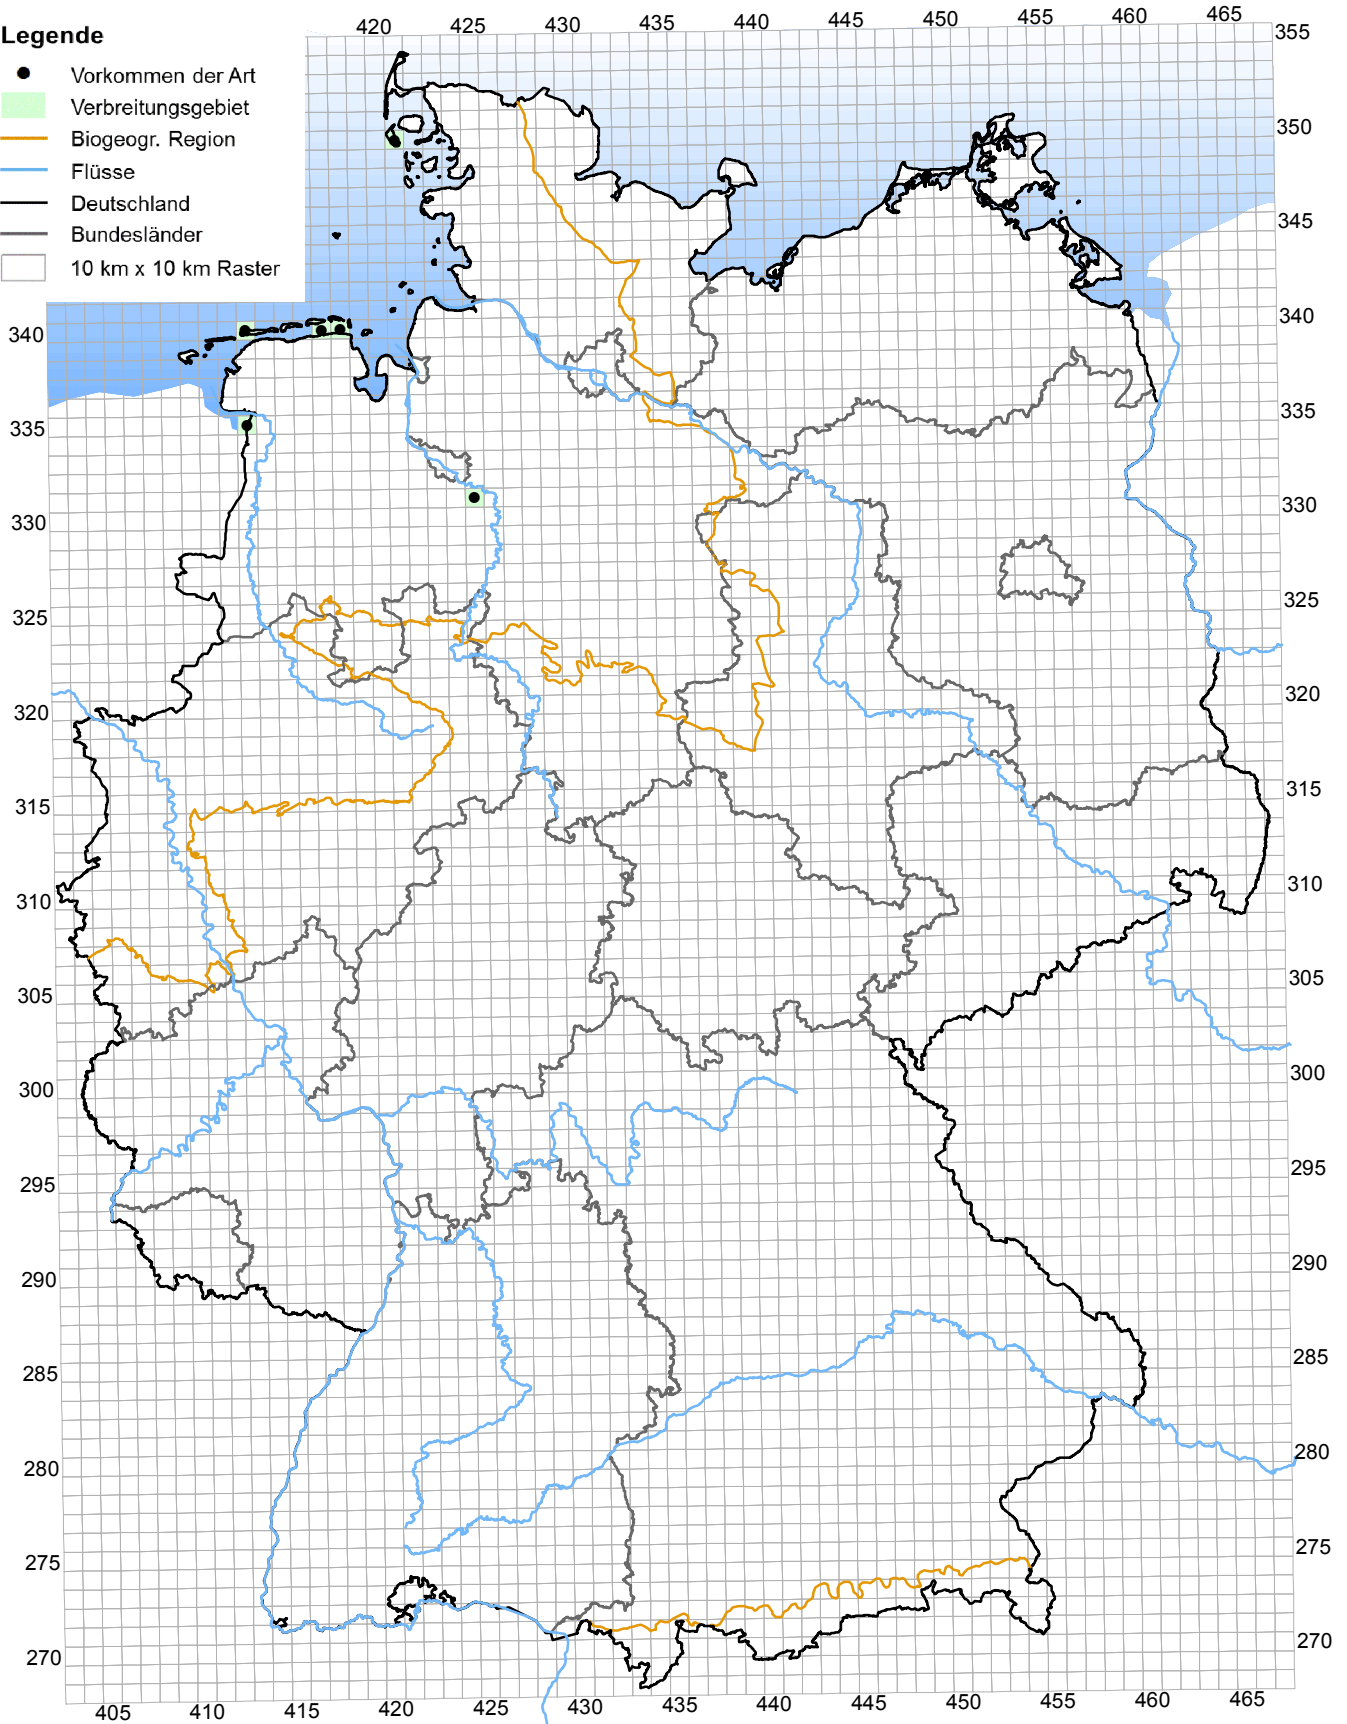 420 425 430 435 440 445 450 455 460 465
355
Legende
Vorkommen der Art
Verbreitungsgebiet
Biogeogr. Region
Flüsse
Deutschland
Bundesländer
10 km x 10 km Raster
350
345
340 340
335 335
330 330
325 325
320 320
315 315
310 310
305 305
300 300
295 295
290 290
285 285
280 280
275 275
270 270
405 410 415 420 425 430 435 440 445 450 455 460 465